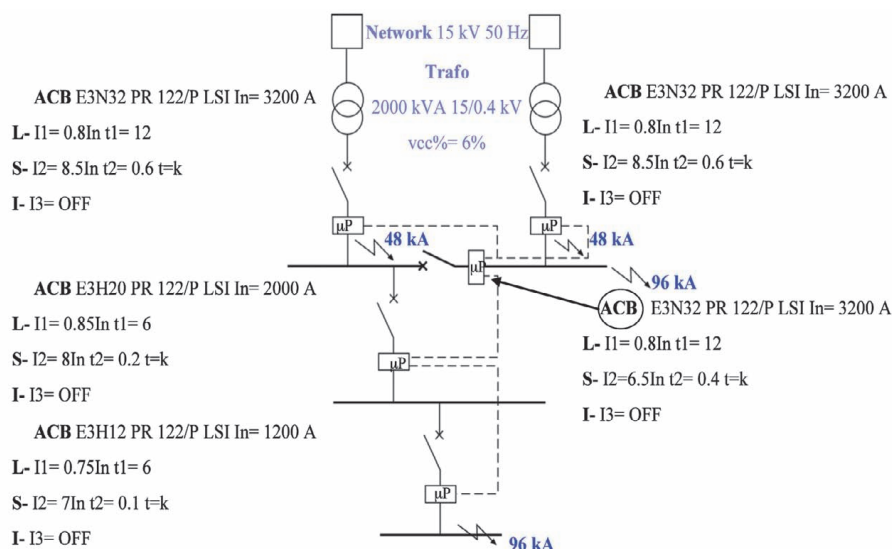 Network 15 kV 50 Hz
Trafo
2000 kVA 15/0.4 kV
vcc%= 6%
ACB E3N32 PR 122/P LSI In= 3200 A
L- I1= 0.8In t1= 12
S- I2= 8.5In t2= 0.6 t=k
I- I3= OFF
ACB E3N32 PR 122/P LSI In= 3200 A
L- I1= 0.8In t1= 12
S- I2= 8.5In t2= 0.6 t=k
I- I3= OFF
µP
µP
48 kA
48 kA
µP
96 kA
ACB E3H20 PR 122/P LSI In= 2000 A
L- I1= 0.85In t1= 6
S- I2= 8In t2= 0.2 t=k
I- I3= OFF
µP
ACB E3N32 PR 122/P LSI In= 3200 A
L- I1= 0.8In t1= 12
S- I2=6.5In t2= 0.4 t=k
I- I3= OFF
ACB E3H12 PR 122/P LSI In= 1200 A
L- I1= 0.75In t1= 6
S- I2= 7In t2= 0.1 t=k
I- I3= OFF
µP
96 kA